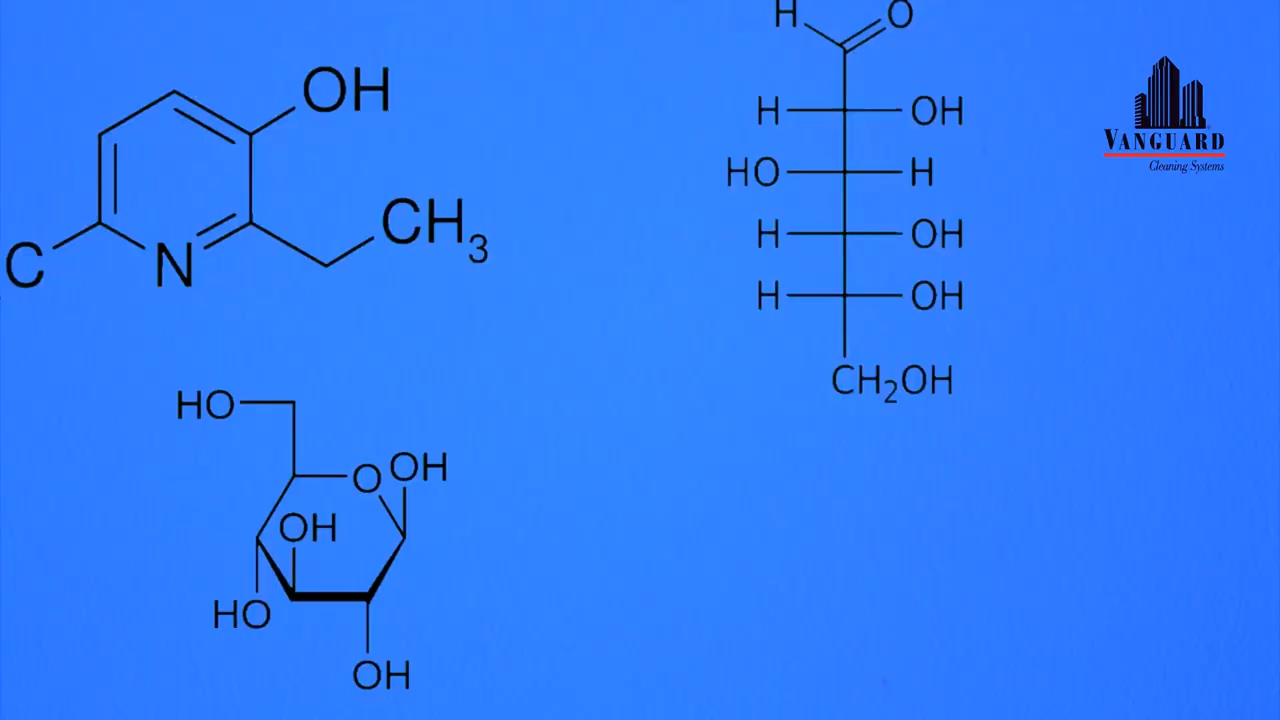 H O
OH
H OH
HO H
CH3
H OH
C N
H OH
CH₂OH
HO
O OH
OH
HO
OH
VANGUARD
Cleaning Systems